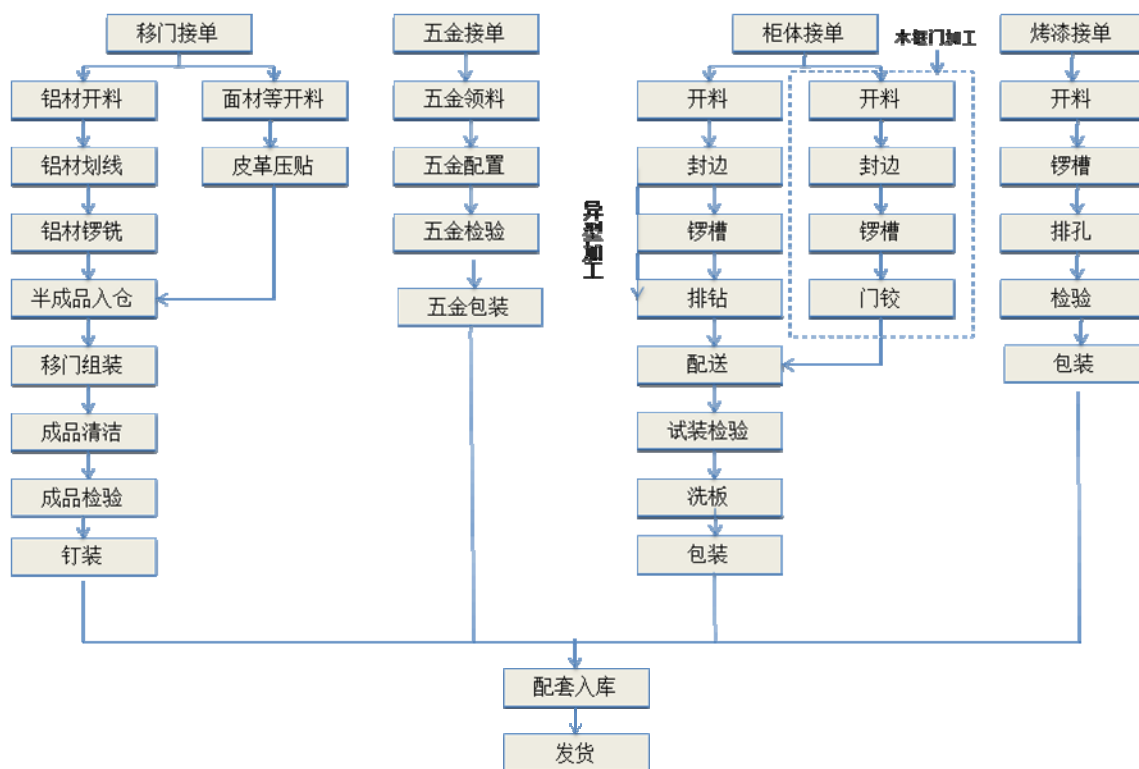 移门接单
五金接单
柜体接单
木框门加工
烤漆接单
铝材开料
面材等开料
五金领料
开料
开料
开料
铝材划线
皮革压贴
五金配置
封边
封边
锣槽
异型加工
铝材锣铣
五金检验
锣槽
锣槽
排孔
半成品入仓
五金包装
排钻
门铰
检验
移门组装
配送
包装
成品清洁
试装检验
成品检验
洗板
钉装
包装
配套入库
发货